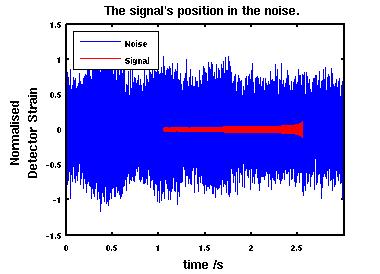 The signal's position in the noise.
1.5
Noise
Signal
1
0.5
0
-0.5
-1
-1.5
Normalised
Detector Strain
0 0.5 1 1.5 2 2.5
time /s